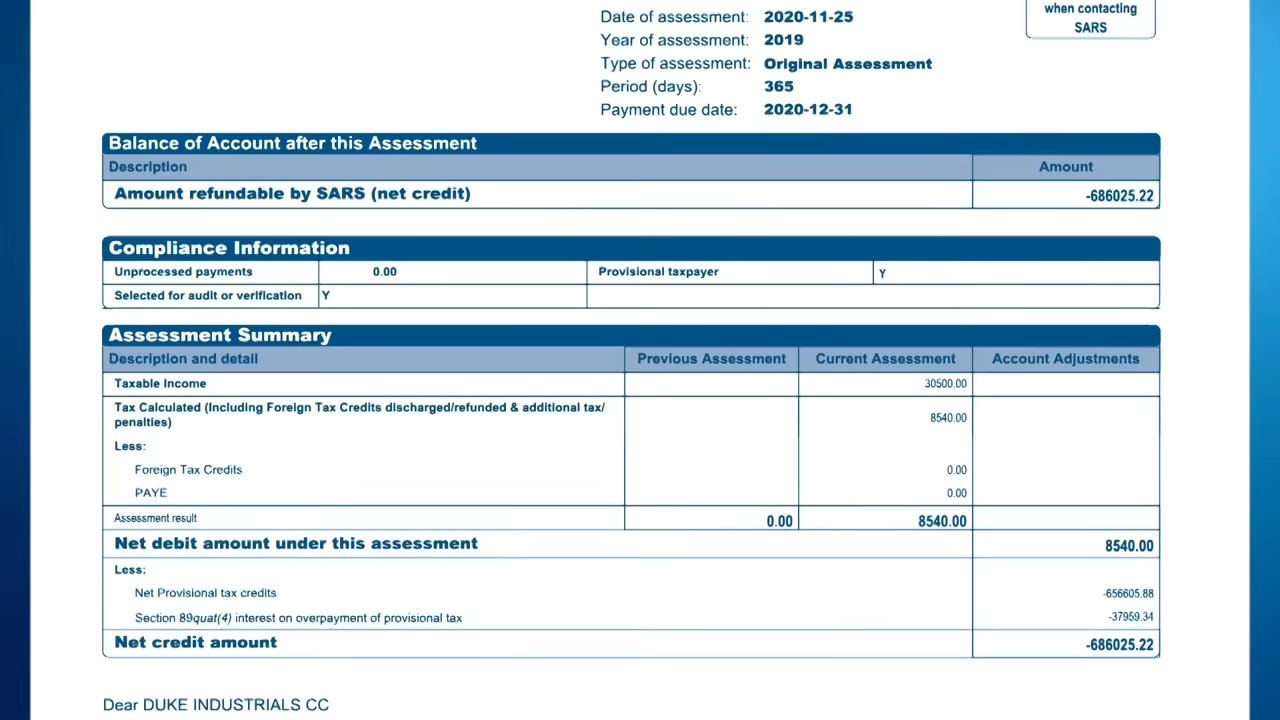 when contacting
SARS
Date of assessment: 2020-11-25
Year of assessment: 2019
Type of assessment: Original Assessment
Period (days): 365
Payment due date: 2020-12-31
Balance of Account after this Assessment
Description Amount
Amount refundable by SARS (net credit) -686025.22
Compliance Information
Unprocessed payments 0.00 Provisional taxpayer Y
Selected for audit or verification Y
Assessment Summary
Description and detail Previous Assessment Current Assessment Account Adjustments
Taxable Income 30500.00
Tax Calculated (Including Foreign Tax Credits discharged/refunded & additional tax/
penalties) 8540.00
Less:
Foreign Tax Credits 0.00
PAYE 0.00
Assessment result 0.00 8540.00
Net debit amount under this assessment 8540.00
Less:
Net Provisional tax credits -656605.88
Section 89quat(4) interest on overpayment of provisional tax -37959.34
Net credit amount -686025.22
Dear DUKE INDUSTRIALS CC